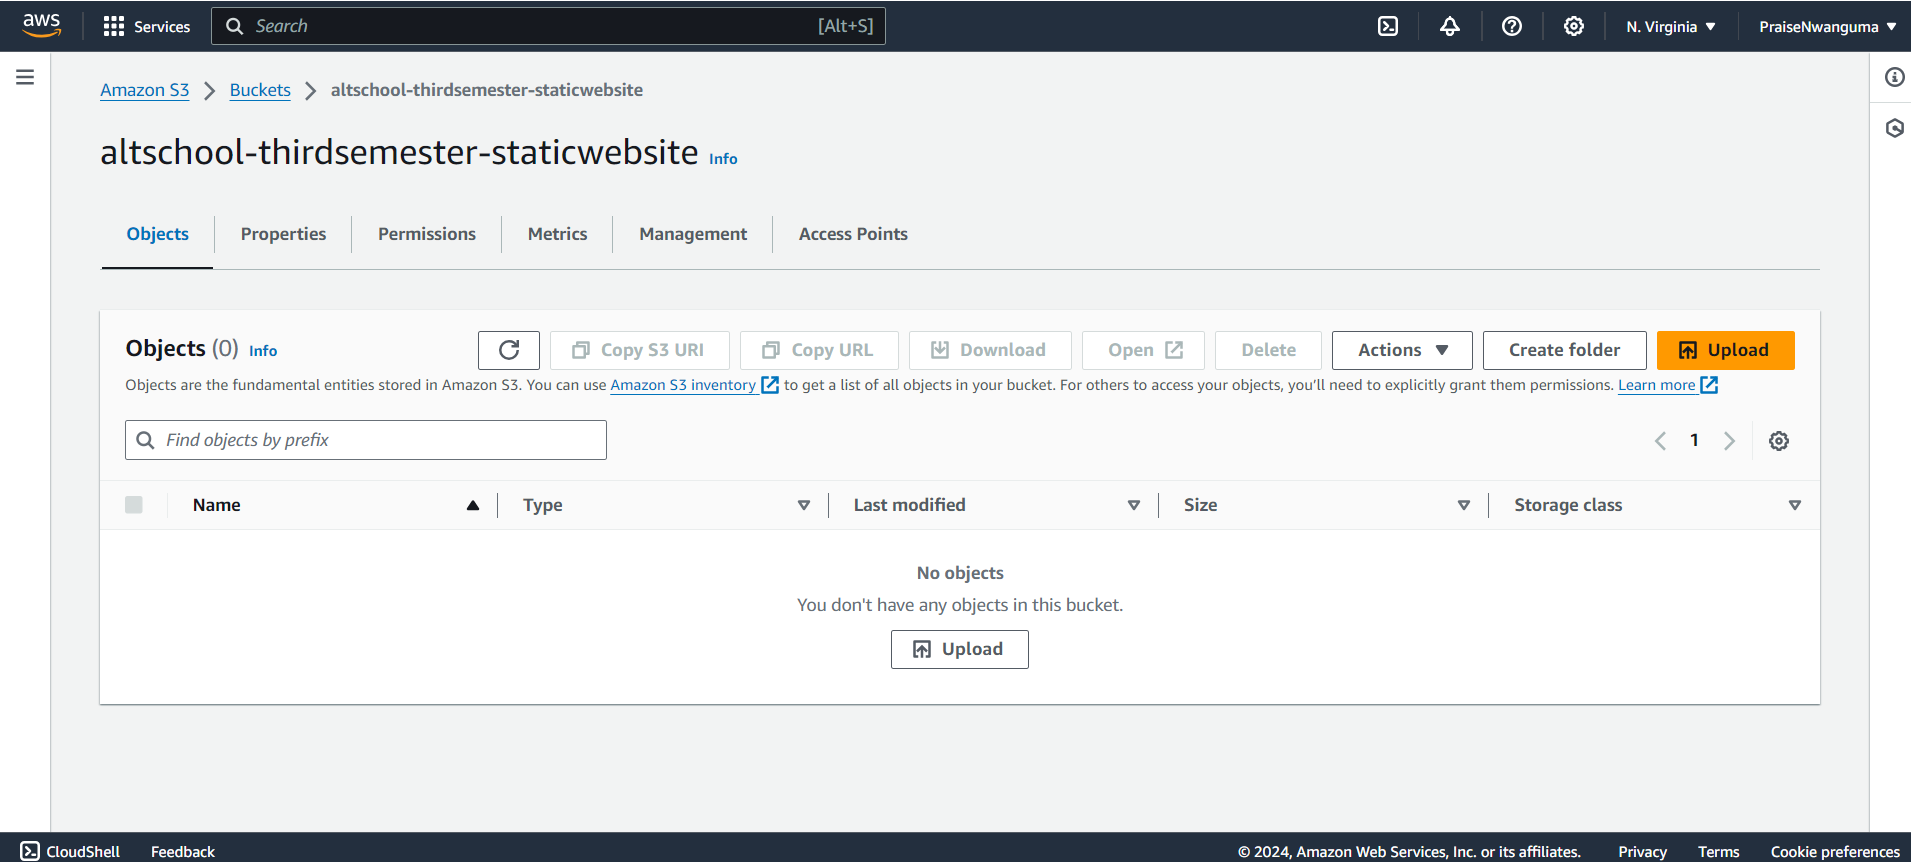 aws Services Search [Alt+S] N. Virginia PraiseNwanguma
Amazon S3 Buckets altschool-thirdsemester-staticwebsite
altschool-thirdsemester-staticwebsite Info
Objects Properties Permissions Metrics Management Access Points
Objects (0) Info Copy S3 URI Copy URL Download Open Delete Actions Create folder Upload
Objects are the fundamental entities stored in Amazon S3. You can use Amazon S3 inventory to get a list of all objects in your bucket. For others to access your objects, you’ll need to explicitly grant them permissions. Learn more
Find objects by prefix 1
Name Type Last modified Size Storage class
No objects
You don't have any objects in this bucket.
Upload
CloudShell Feedback © 2024, Amazon Web Services, Inc. or its affiliates. Privacy Terms Cookie preferences